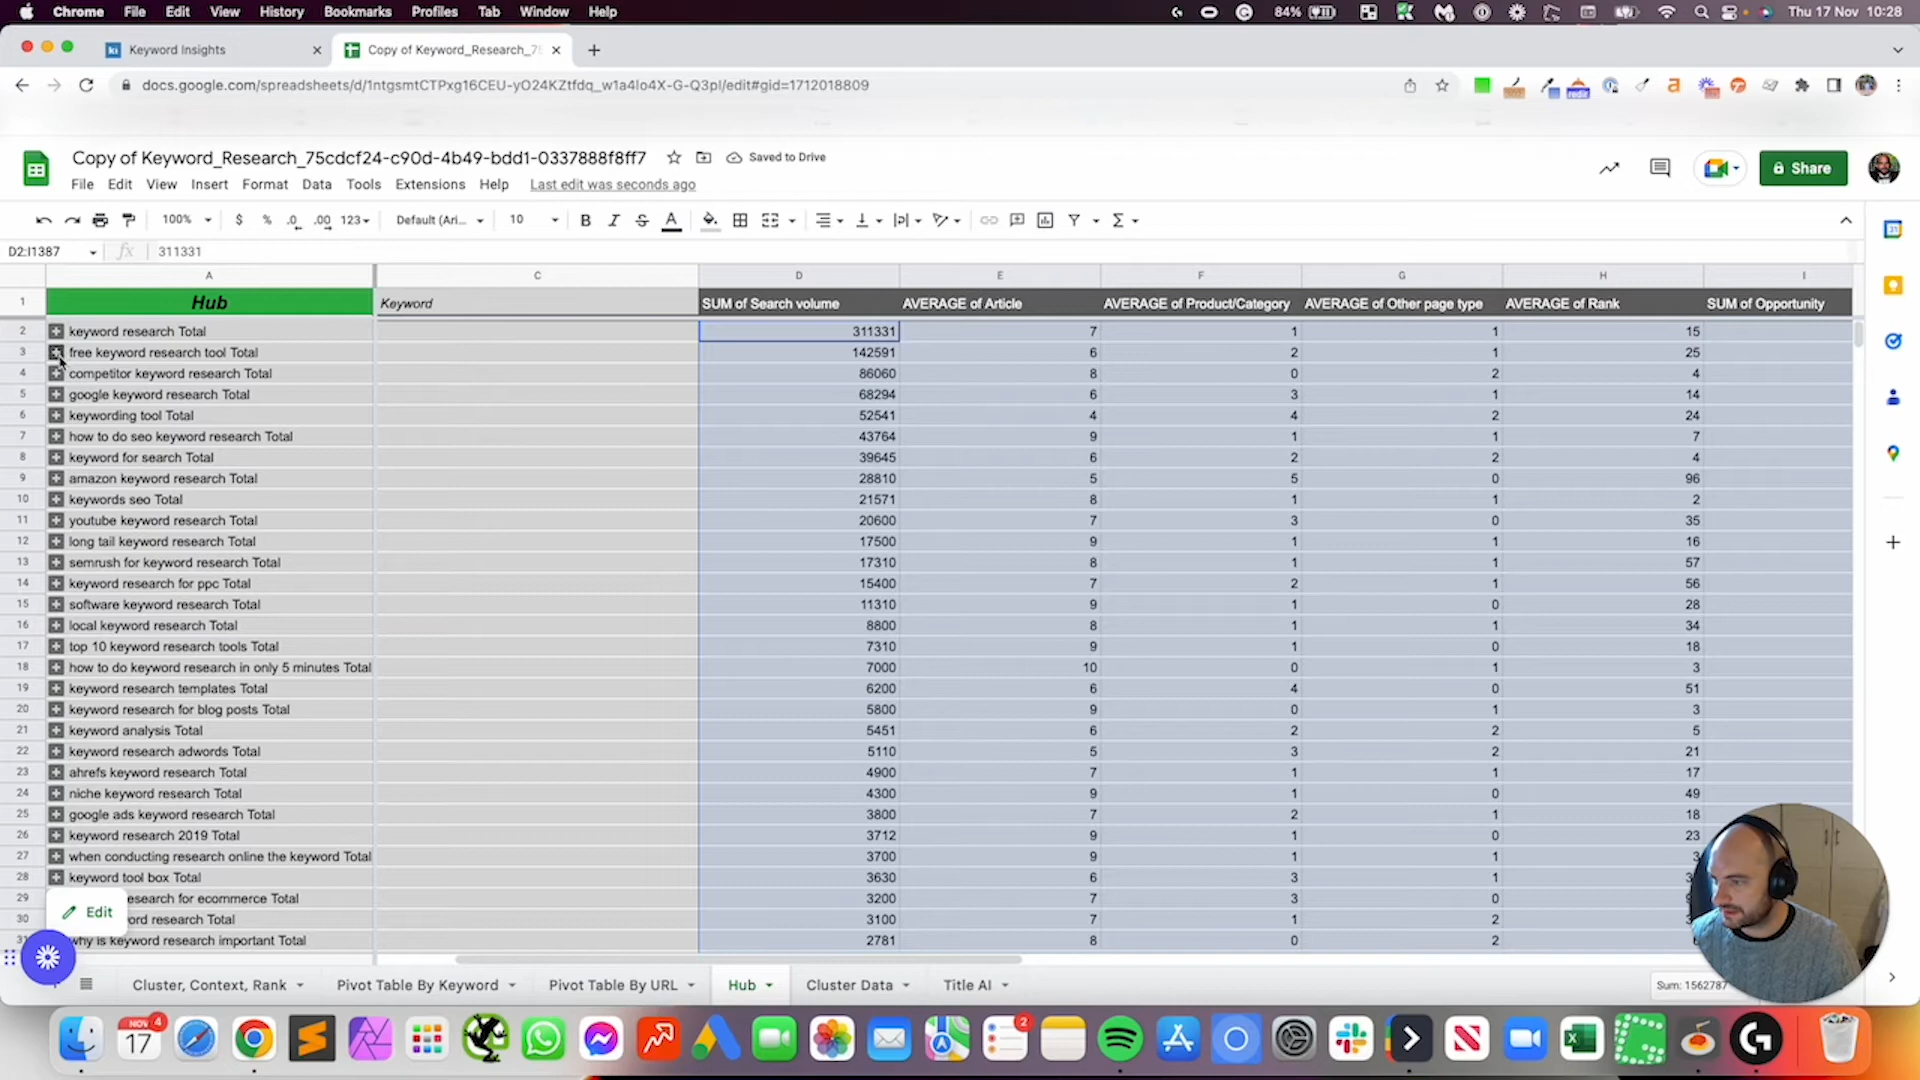 Chrome File Edit View History Bookmarks Profiles Tab Window Help 84% Thu 17 Nov 10:28
Keyword Insights Copy of Keyword_Research_75
docs.google.com/spreadsheets/d/1ntgsmtCTPxg16CEU-yO24KZtfdq_w1a4lo4X-G-Q3pI/edit#gid=1712018809
Copy of Keyword_Research_75cdcf24-c90d-4b49-bdd1-0337888f8ff7 Saved to Drive
Share
File Edit View Insert Format Data Tools Extensions Help Last edit was seconds ago
100% $ % .0 .00 123 Default (Ari... 10 B I S A
D2:I1387 fx 311331
A C D E F G H I
1 Hub Keyword SUM of Search volume AVERAGE of Article AVERAGE of Product/Category AVERAGE of Other page type AVERAGE of Rank SUM of Opportunity
2 keyword research Total 311331 7 1 1 15
3 free keyword research tool Total 142591 6 2 1 25
4 competitor keyword research Total 86060 8 0 2 4
5 google keyword research Total 68294 6 3 1 14
6 keywording tool Total 52541 4 4 2 24
7 how to do seo keyword research Total 43764 9 1 1 7
8 keyword for search Total 39645 6 2 2 4
9 amazon keyword research Total 28810 5 5 0 96
10 keywords seo Total 21571 8 1 1 2
11 youtube keyword research Total 20600 7 3 0 35
12 long tail keyword research Total 17500 9 1 1 16
13 semrush for keyword research Total 17310 8 1 1 57
14 keyword research for ppc Total 15400 7 2 1 56
15 software keyword research Total 11310 9 1 0 28
16 local keyword research Total 8800 8 1 1 34
17 top 10 keyword research tools Total 7310 9 1 0 18
18 how to do keyword research in only 5 minutes Total 7000 10 0 1 3
19 keyword research templates Total 6200 6 4 0 51
20 keyword research for blog posts Total 5800 9 0 1 3
21 keyword analysis Total 5451 6 2 2 5
22 keyword research adwords Total 5110 5 3 2 21
23 ahrefs keyword research Total 4900 7 1 1 17
24 niche keyword research Total 4300 9 1 0 49
25 google ads keyword research Total 3800 7 2 1 18
26 keyword research 2019 Total 3712 9 1 0 23
27 when conducting research online the keyword Total 3700 9 1 1 3
28 keyword tool box Total 3630 6 3 1
29 esearch for ecommerce Total 3200 7 3 0
Edit
30 ord research Total 3100 7 1 2
31 why is keyword research important Total 2781 8 0 2
Cluster, Context, Rank Pivot Table By Keyword Pivot Table By URL Hub Cluster Data Title AI Sum: 1562787
NOV 17 4 2